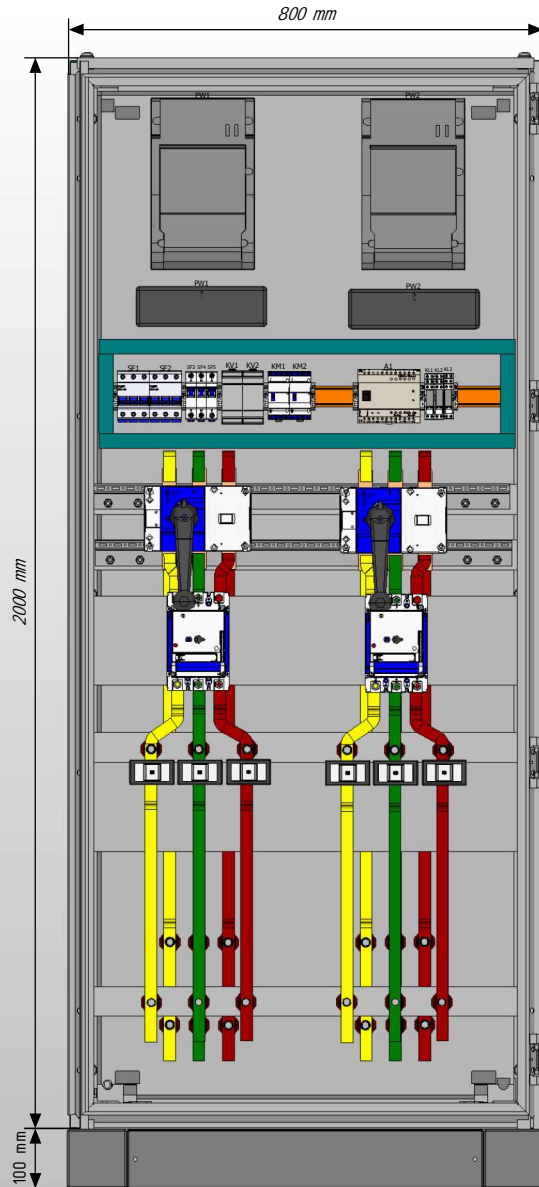 800 mm
PW1
PW2
PW1
PW2
SF1 SF2 SF3 SF4 SF5 KV1 KV2 KM1 KM2 A1 KL1 KL2 KL3
2000 mm
100 mm